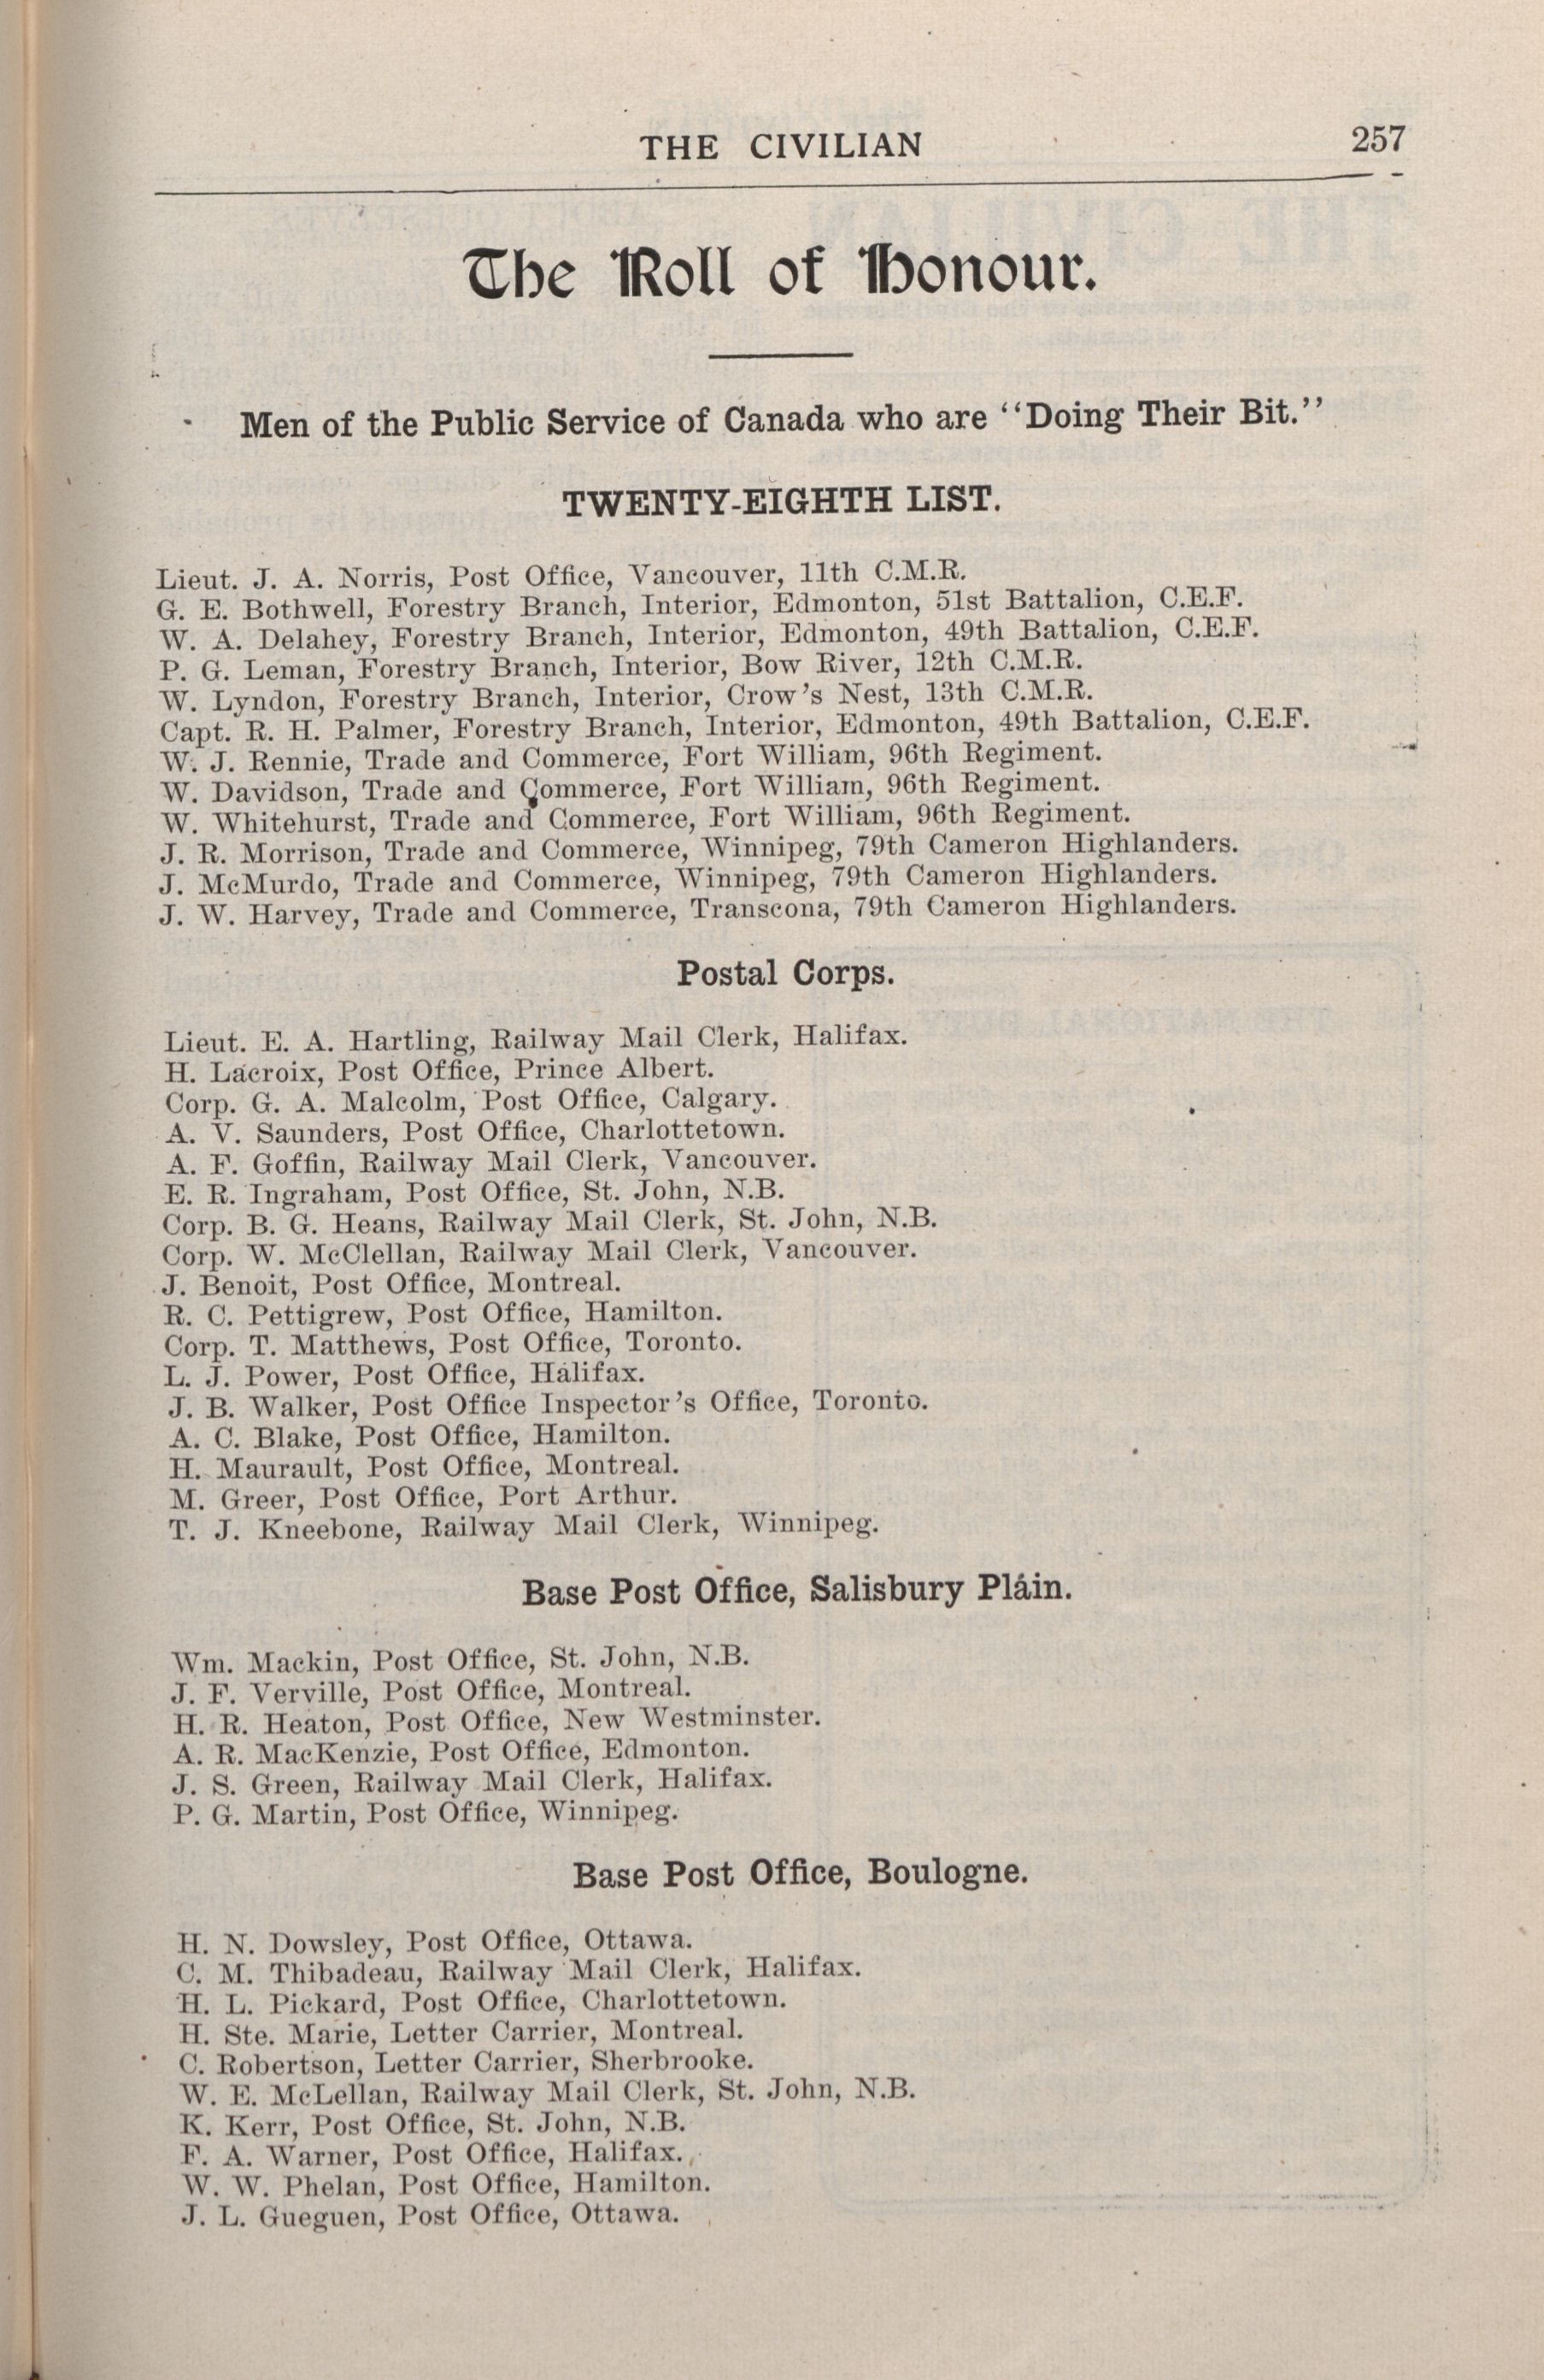 THE CIVILIAN 257
The Roll of Honour.
Men of the Public Service of Canada who are "Doing Their Bit."
TWENTY-EIGHTH LIST.
Lieut. J. A. Norris, Post Office, Vancouver, 11th C.M.R.
G. E. Bothwell, Forestry Branch, Interior, Edmonton, 51st Battalion, C.E.F.
W. A. Delahey, Forestry Branch, Interior, Edmonton, 49th Battalion, C.E.F.
P. G. Leman, Forestry Branch, Interior, Bow River, 12th C.M.R.
W. Lyndon, Forestry Branch, Interior, Crow's Nest, 13th C.M.R.
Capt. R. H. Palmer, Forestry Branch, Interior, Edmonton, 49th Battalion, C.E.F.
W. J. Rennie, Trade and Commerce, Fort William, 96th Regiment.
W. Davidson, Trade and Commerce, Fort William, 96th Regiment.
W. Whitehurst, Trade and Commerce, Fort William, 96th Regiment.
J. R. Morrison, Trade and Commerce, Winnipeg, 79th Cameron Highlanders.
J. McMurdo, Trade and Commerce, Winnipeg, 79th Cameron Highlanders.
J. W. Harvey, Trade and Commerce, Transcona, 79th Cameron Highlanders.
Postal Corps.
Lieut. E. A. Hartling, Railway Mail Clerk, Halifax.
H. Lacroix, Post Office, Prince Albert.
Corp. G. A. Malcolm, Post Office, Calgary.
A. V. Saunders, Post Office, Charlottetown.
A. F. Goffin, Railway Mail Clerk, Vancouver.
E. R. Ingraham, Post Office, St. John, N.B.
Corp. B. G. Heans, Railway Mail Clerk, St. John, N.B.
Corp. W. McClellan, Railway Mail Clerk, Vancouver.
J. Benoit, Post Office, Montreal.
R. C. Pettigrew, Post Office, Hamilton.
Corp. T. Matthews, Post Office, Toronto.
L. J. Power, Post Office, Halifax.
J. B. Walker, Post Office Inspector's Office, Toronto.
A. C. Blake, Post Office, Hamilton.
H. Maurault, Post Office, Montreal.
M. Greer, Post Office, Port Arthur.
T. J. Kneebone, Railway Mail Clerk, Winnipeg.
Base Post Office, Salisbury Plain.
Wm. Mackin, Post Office, St. John, N.B.
J. F. Verville, Post Office, Montreal.
H. R. Heaton, Post Office, New Westminster.
A. R. MacKenzie, Post Office, Edmonton.
J. S. Green, Railway Mail Clerk, Halifax.
P. G. Martin, Post Office, Winnipeg.
Base Post Office, Boulogne.
H. N. Dowsley, Post Office, Ottawa.
C. M. Thibadeau, Railway Mail Clerk, Halifax.
H. L. Pickard, Post Office, Charlottetown.
H. Ste. Marie, Letter Carrier, Montreal.
C. Robertson, Letter Carrier, Sherbrooke.
W. E. McLellan, Railway Mail Clerk, St. John, N.B.
K. Kerr, Post Office, St. John, N.B.
F. A. Warner, Post Office, Halifax.
W. W. Phelan, Post Office, Hamilton.
J. L. Gueguen, Post Office, Ottawa.